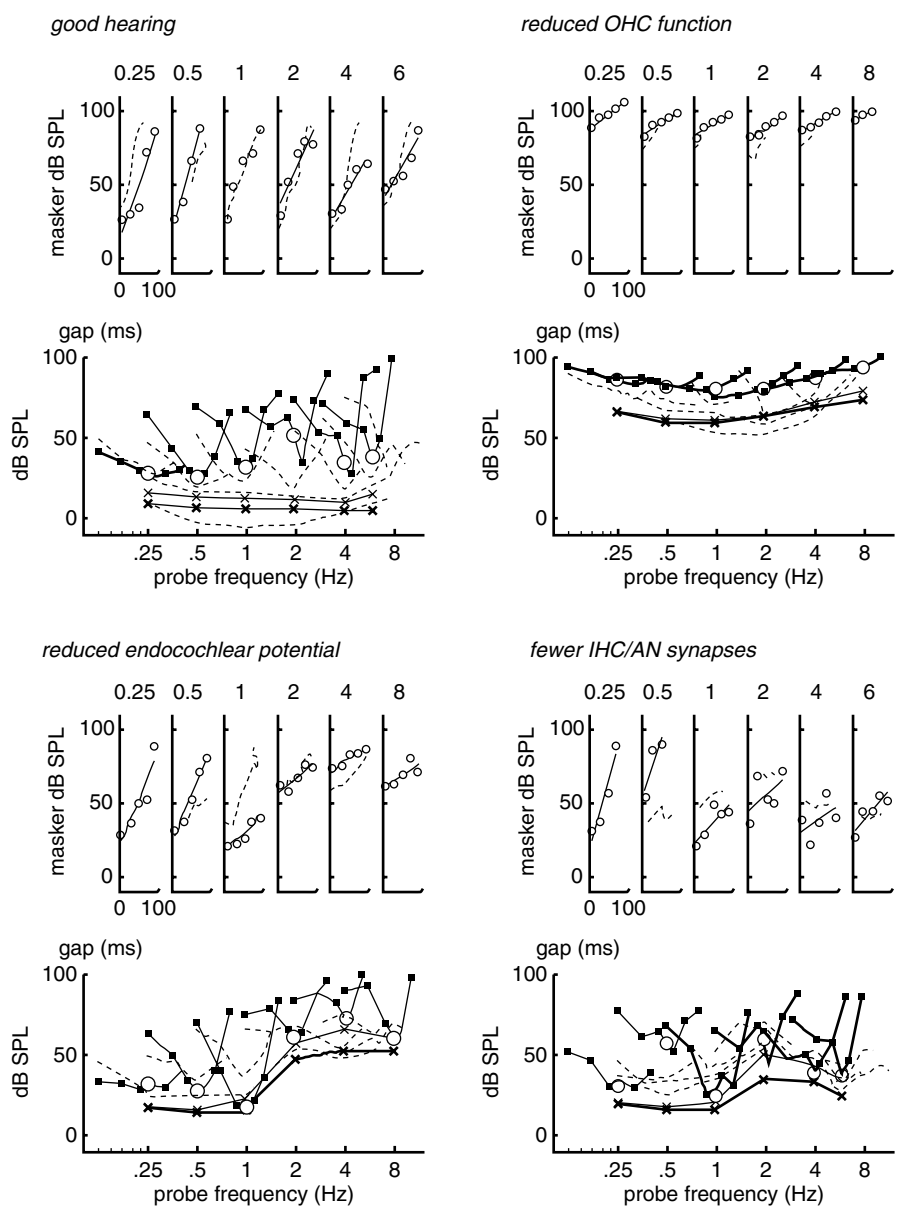 good hearing
0.25 0.5 1 2 4 6
masker dB SPL
100
50
0
0 100
gap (ms)
dB SPL
100
50
0
.25 .5 1 2 4 8
probe frequency (Hz)
reduced OHC function
0.25 0.5 1 2 4 8
masker dB SPL
100
50
0
0 100
gap (ms)
dB SPL
100
50
0
.25 .5 1 2 4 8
probe frequency (Hz)
reduced endocochlear potential
0.25 0.5 1 2 4 8
masker dB SPL
100
50
0
0 100
gap (ms)
dB SPL
100
50
0
.25 .5 1 2 4 8
probe frequency (Hz)
fewer IHC/AN synapses
0.25 0.5 1 2 4 6
masker dB SPL
100
50
0
0 100
gap (ms)
dB SPL
100
50
0
.25 .5 1 2 4 8
probe frequency (Hz)